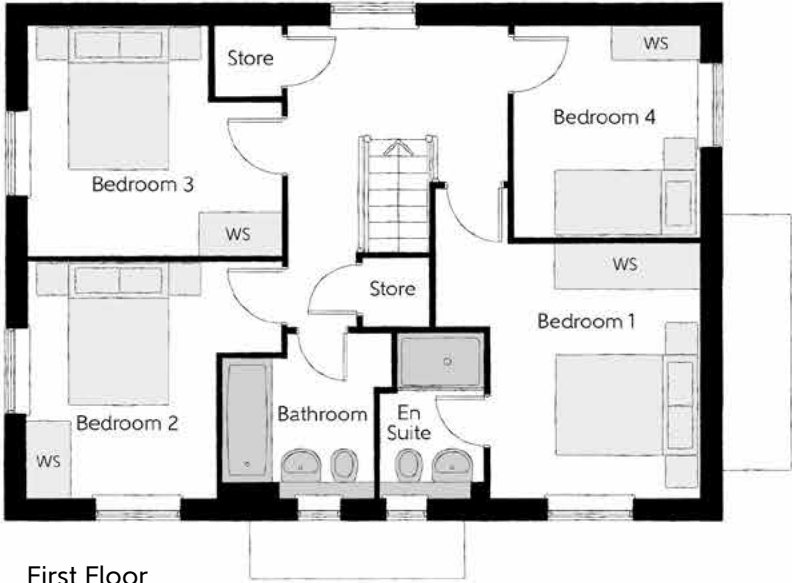 WS
Store
Bedroom 4
Bedroom 3
WS
WS
Store
Bedroom 1
Bedroom 2
Bathroom
En
Suite
WS
First Floor